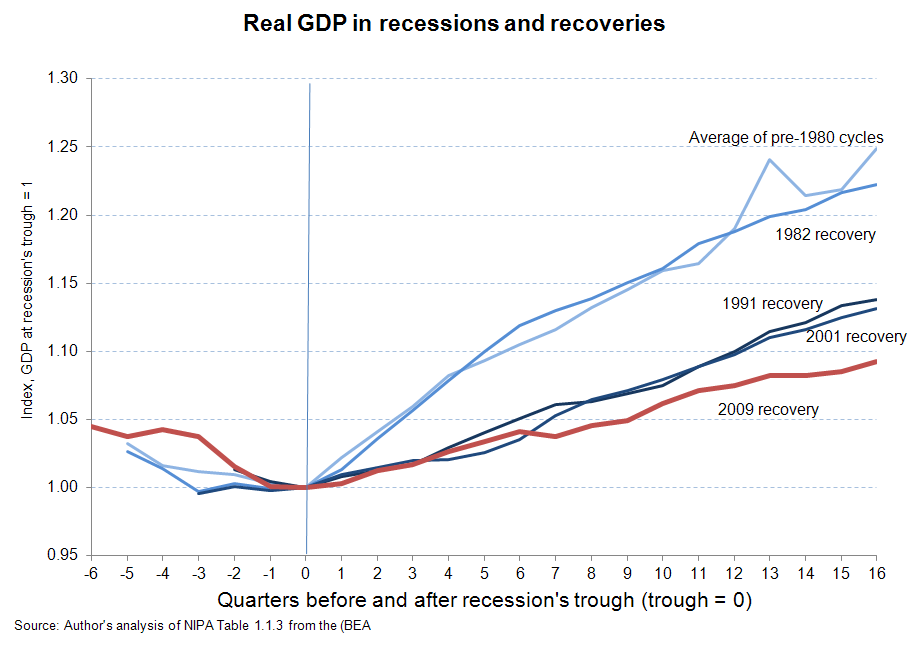 Real GDP in recessions and recoveries
1.30
1.25
1.20
1.15
1.10
1.05
1.00
0.95
Index, GDP at recession's trough = 1
Average of pre-1980 cycles
1982 recovery
1991 recovery
2001 recovery
2009 recovery
-6 -5 -4 -3 -2 -1 0 1 2 3 4 5 6 7 8 9 10 11 12 13 14 15 16
Quarters before and after recession's trough (trough = 0)
Source: Author's analysis of NIPA Table 1.1.3 from the (BEA